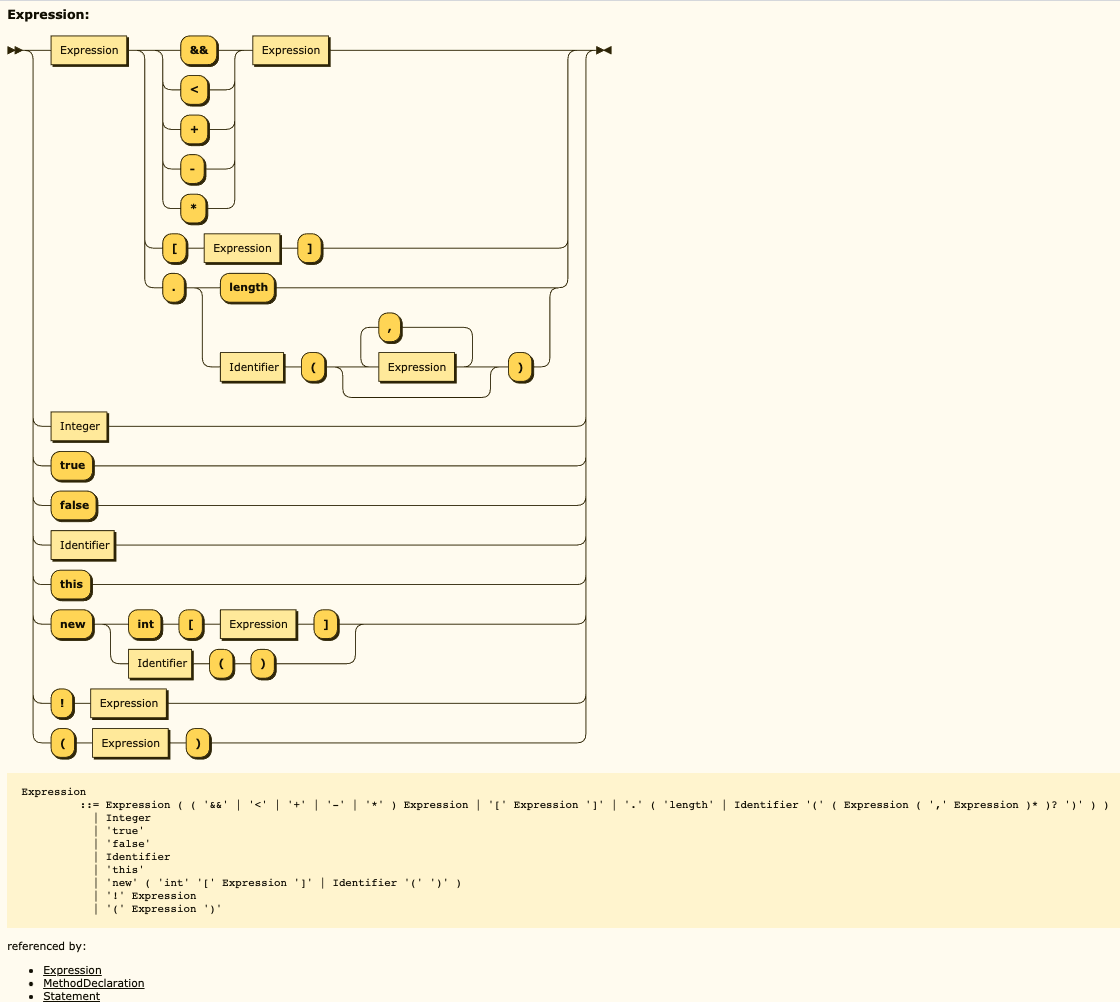 Expression:
Expression && Expression
<
+
-
*
[ Expression ]
. length
,
Identifier ( Expression )
Integer
true
false
Identifier
this
new int [ Expression ]
Identifier ( )
! Expression
( Expression )
Expression
::= Expression ( ( '&&' | '<' | '+' | '-' | '*' ) Expression | '[' Expression ']' | '.' ( 'length' | Identifier '(' ( Expression ( ',' Expression )* )? ')' ) )
| Integer
| 'true'
| 'false'
| Identifier
| 'this'
| 'new' ( 'int' '[' Expression ']' | Identifier '(' ')' )
| '!' Expression
| '(' Expression ')'
referenced by:
• Expression
• MethodDeclaration
• Statement